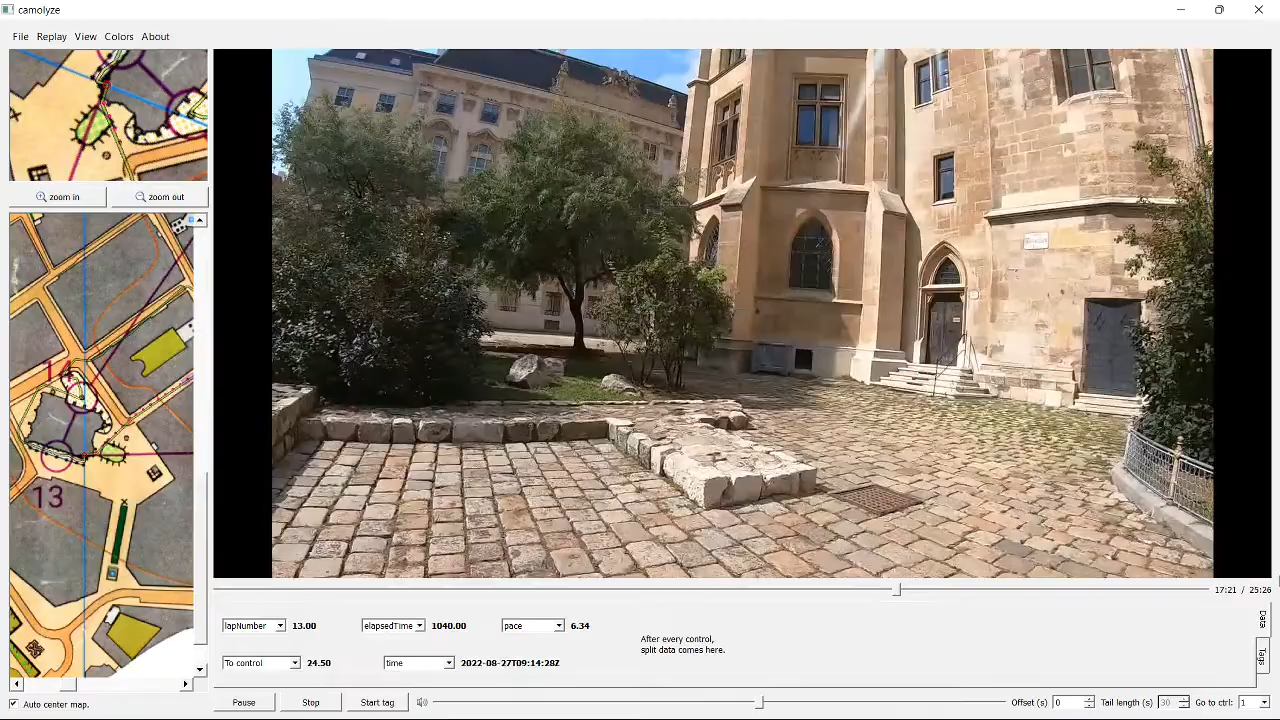 camolyze
File Replay View Colors About
zoom in zoom out
14
13
17:21 / 25:26
lapNumber 13.00 elapsedTime 1040.00 pace 6.34
After every control,
split data comes here.
To control 24.50 time 2022-08-27T09:14:28Z
Data
Tags
Auto center map.
Pause Stop Start tag Offset (s) 0 Tail length (s) 30 Go to ctrl: 1